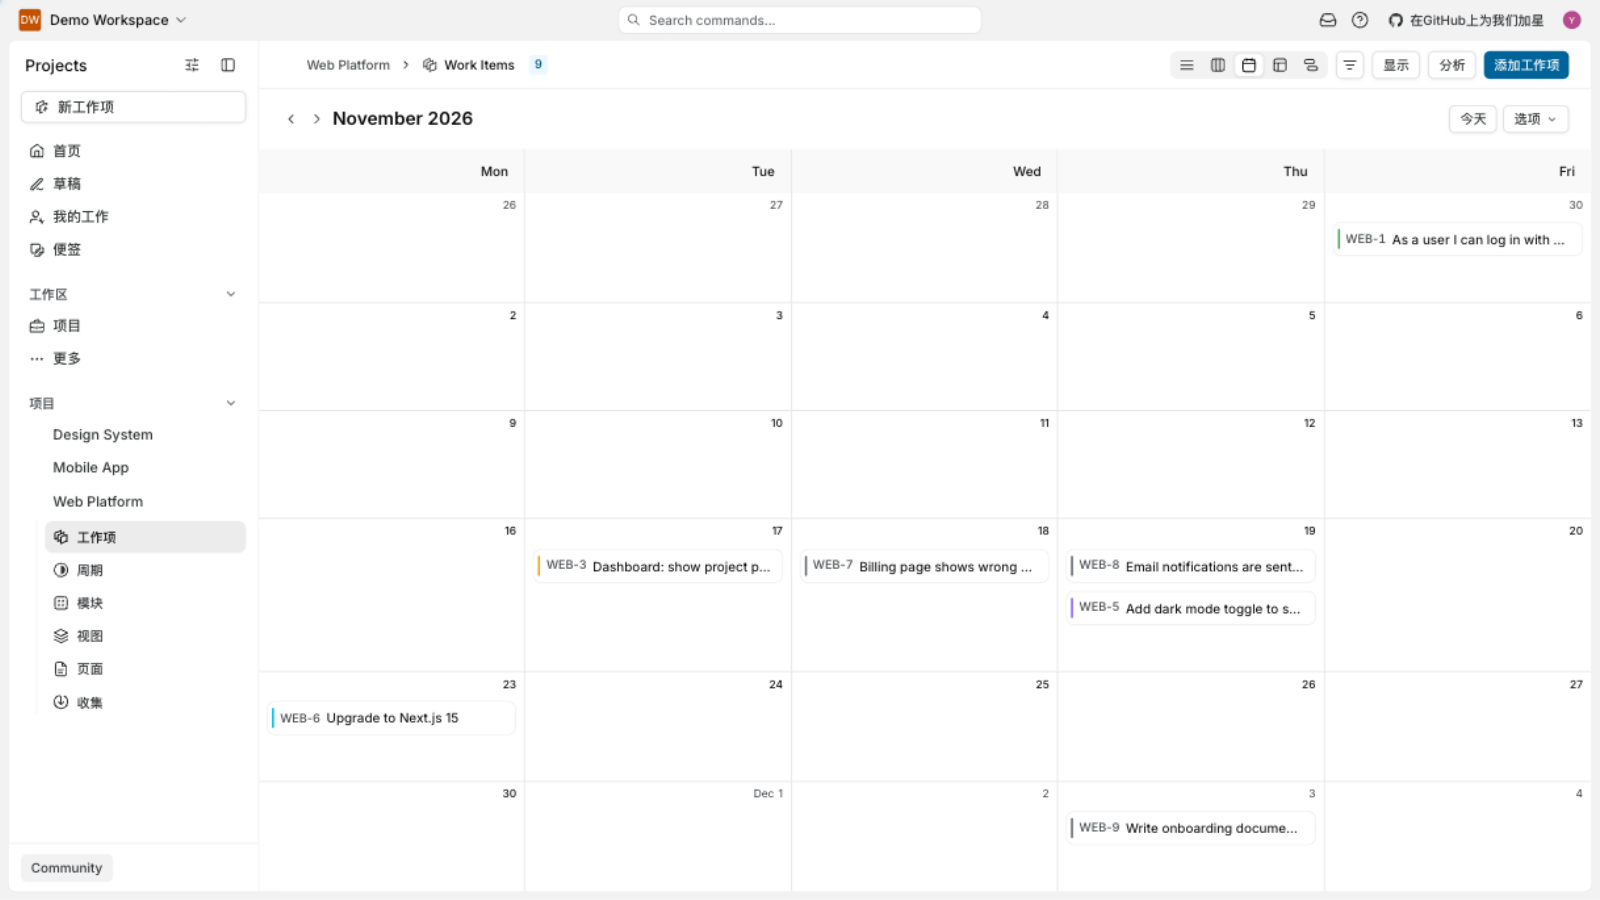 DW Demo Workspace
Search commands...
在GitHub上为我们加星
Y
Projects
新工作项
首页
草稿
我的工作
便签
工作区
项目
更多
项目
Design System
Mobile App
Web Platform
工作项
周期
模块
视图
页面
收集
Community
Web Platform
Work Items 9
显示
分析
添加工作项
November 2026
今天
选项
Mon Tue Wed Thu Fri
26 27 28 29 30
WEB-1 As a user I can log in with ...
2 3 4 5 6
9 10 11 12 13
16 17 18 19 20
WEB-3 Dashboard: show project p...
WEB-7 Billing page shows wrong ...
WEB-8 Email notifications are sent...
WEB-5 Add dark mode toggle to s...
23 24 25 26 27
WEB-6 Upgrade to Next.js 15
30 Dec 1 2 3 4
WEB-9 Write onboarding docume...